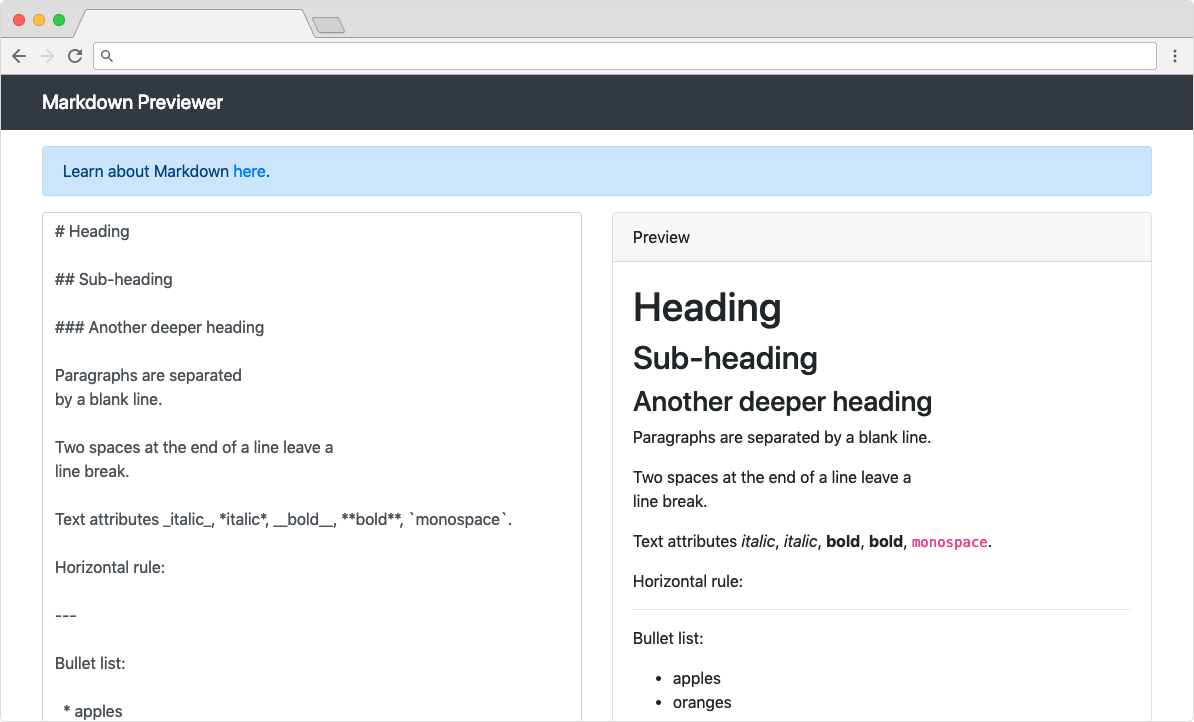 Markdown Previewer
Learn about Markdown here.
# Heading
## Sub-heading
### Another deeper heading
Paragraphs are separated
by a blank line.
Two spaces at the end of a line leave a
line break.
Text attributes _italic_, *italic*, __bold__, **bold**, `monospace`.
Horizontal rule:
---
Bullet list:
* apples
Preview
Heading
Sub-heading
Another deeper heading
Paragraphs are separated by a blank line.
Two spaces at the end of a line leave a
line break.
Text attributes italic, italic, bold, bold, monospace.
Horizontal rule:
Bullet list:
• apples
• oranges